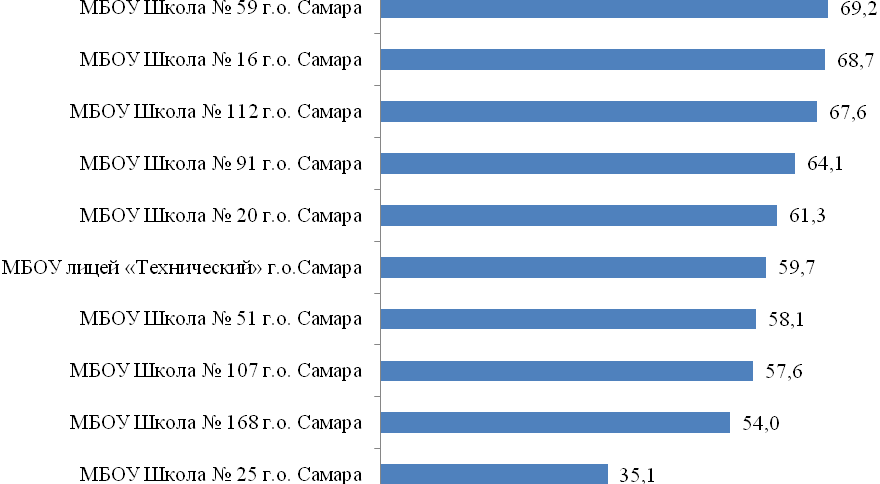 МБОУ Школа № 59 г.о. Самара 69,2
МБОУ Школа № 16 г.о. Самара 68,7
МБОУ Школа № 112 г.о. Самара 67,6
МБОУ Школа № 91 г.о. Самара 64,1
МБОУ Школа № 20 г.о. Самара 61,3
МБОУ лицей «Технический» г.о.Самара 59,7
МБОУ Школа № 51 г.о. Самара 58,1
МБОУ Школа № 107 г.о. Самара 57,6
МБОУ Школа № 168 г.о. Самара 54,0
МБОУ Школа № 25 г.о. Самара 35,1